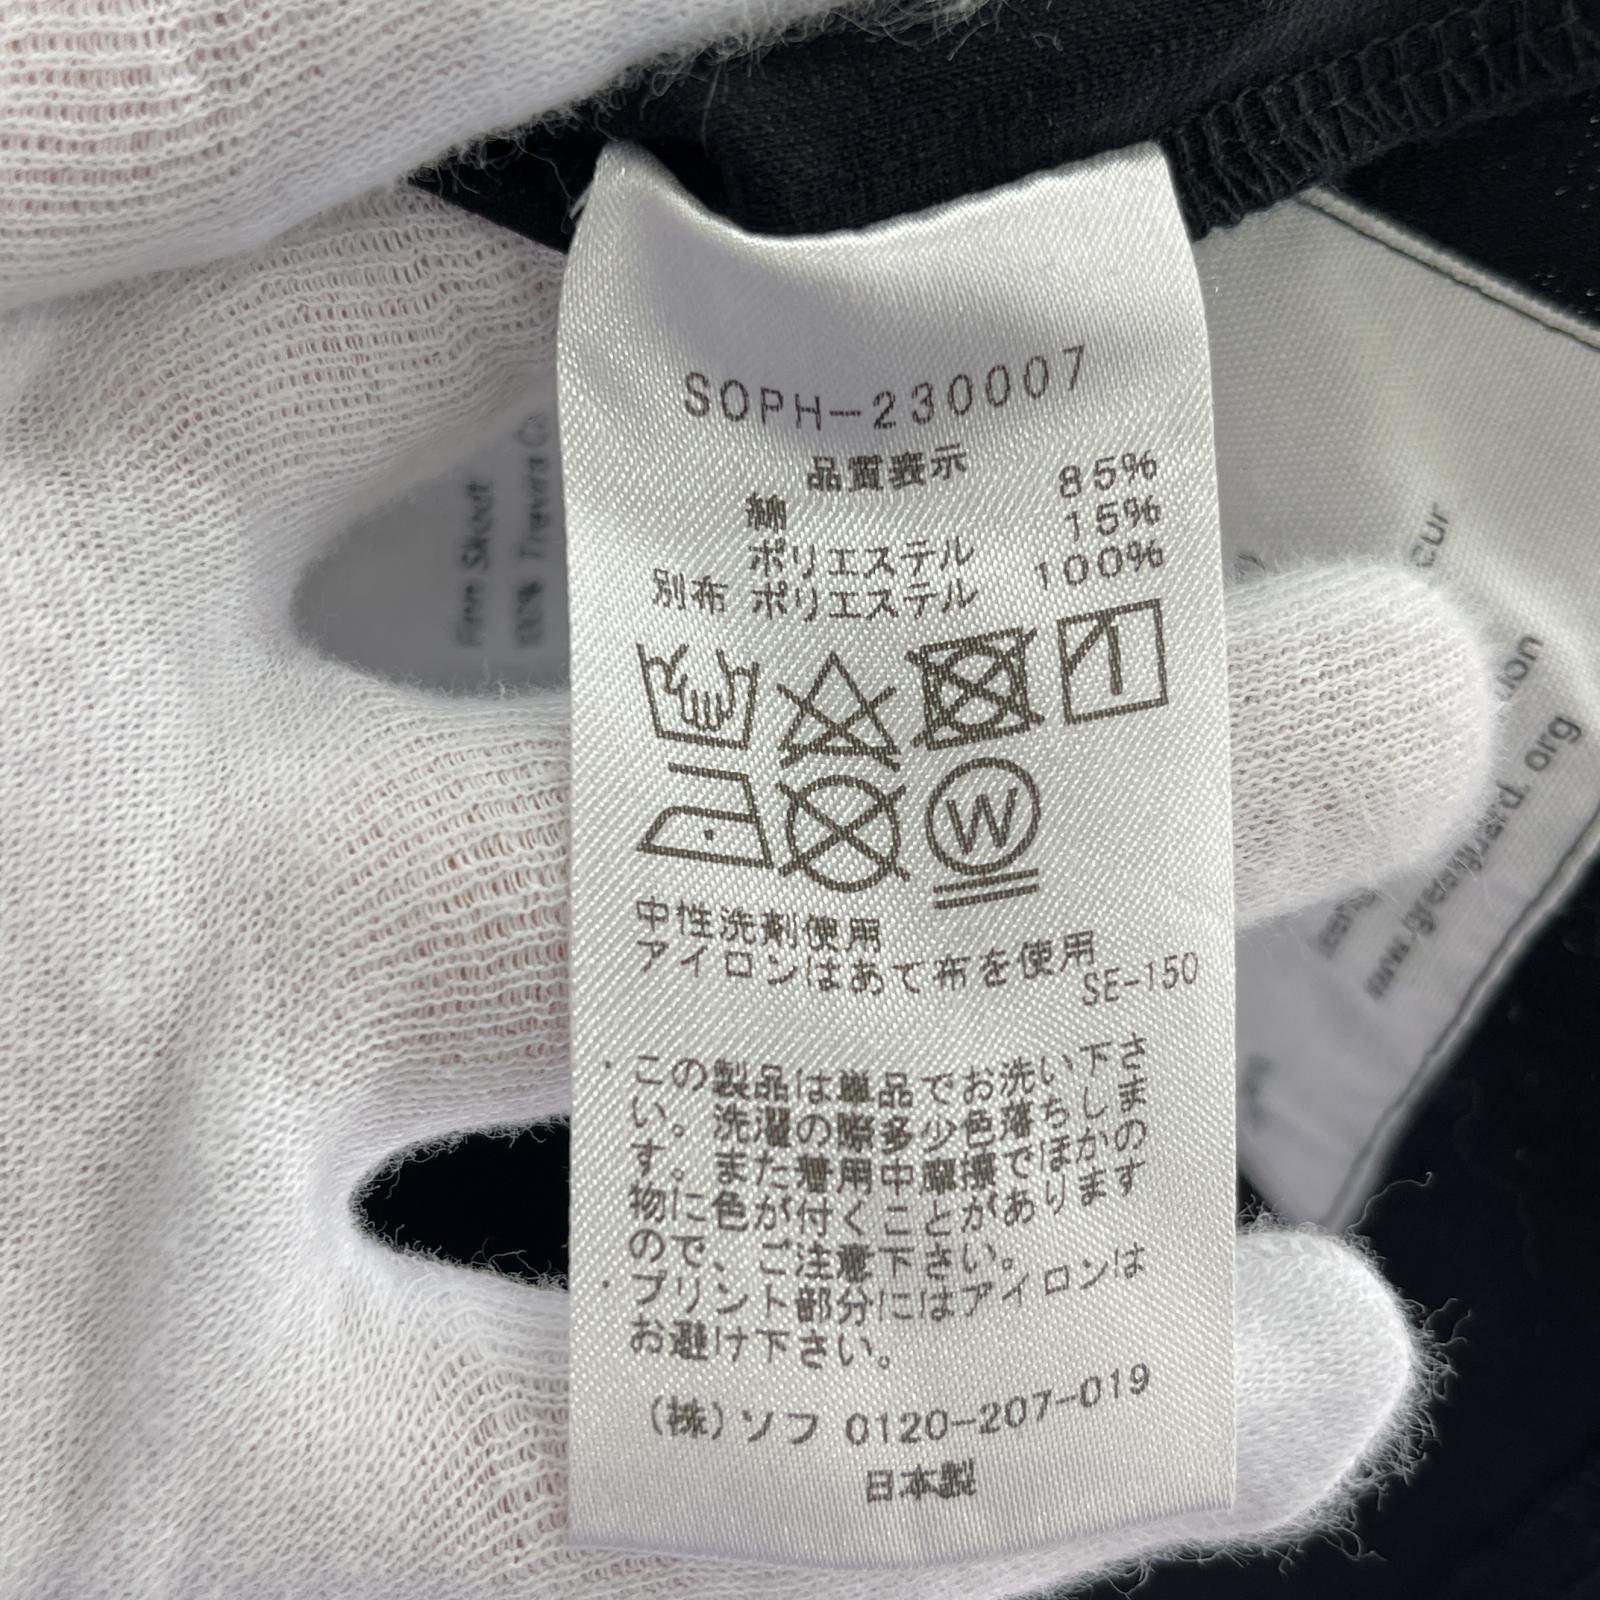 SOPH-230007
品質表示
綿 85%
ポリエステル 15%
別布 ポリエステル 100%
W
中性洗剤使用
アイロンはあて布を使用
SE-150
・この製品は単品でお洗い下さ
い。洗濯の際多少色落ちしま
す。また着用中摩擦でほかの
物に色が付くことがあります
ので、ご注意下さい。
・プリント部分にはアイロンは
お避け下さい。
(株)ソフ 0120-207-019
日本製
Finn Skodt
100% Trevira